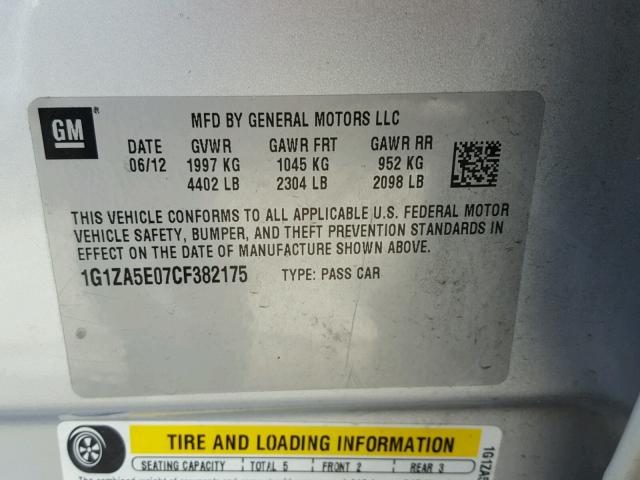 GM
MFD BY GENERAL MOTORS LLC
DATE GVWR GAWR FRT GAWR RR
06/12 1997 KG 1045 KG 952 KG
4402 LB 2304 LB 2098 LB
THIS VEHICLE CONFORMS TO ALL APPLICABLE U.S. FEDERAL MOTOR
VEHICLE SAFETY, BUMPER, AND THEFT PREVENTION STANDARDS IN
EFFECT ON THE DATE OF MANUFACTURE SHOWN ABOVE.
1G1ZA5E07CF382175 TYPE: PASS CAR
TIRE AND LOADING INFORMATION
SEATING CAPACITY TOTAL 5 FRONT 2 REAR 3
1G1ZA5